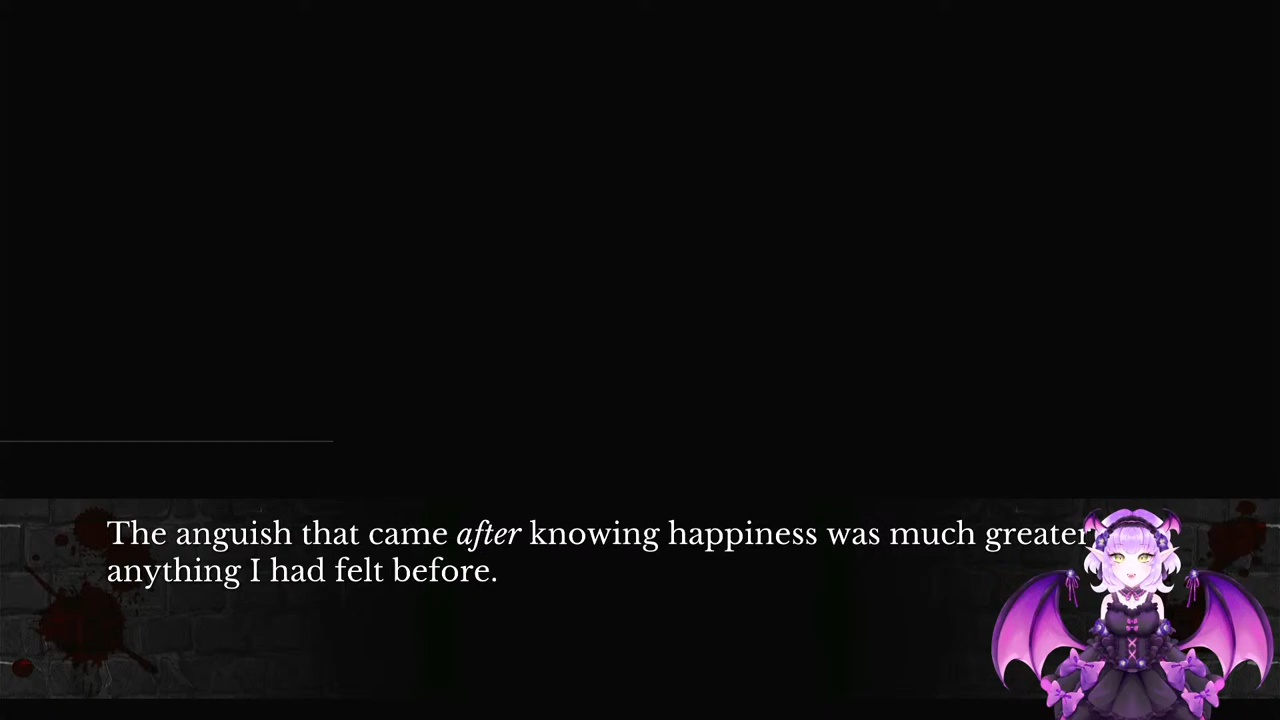 The anguish that came after knowing happiness was much greater
anything I had felt before.